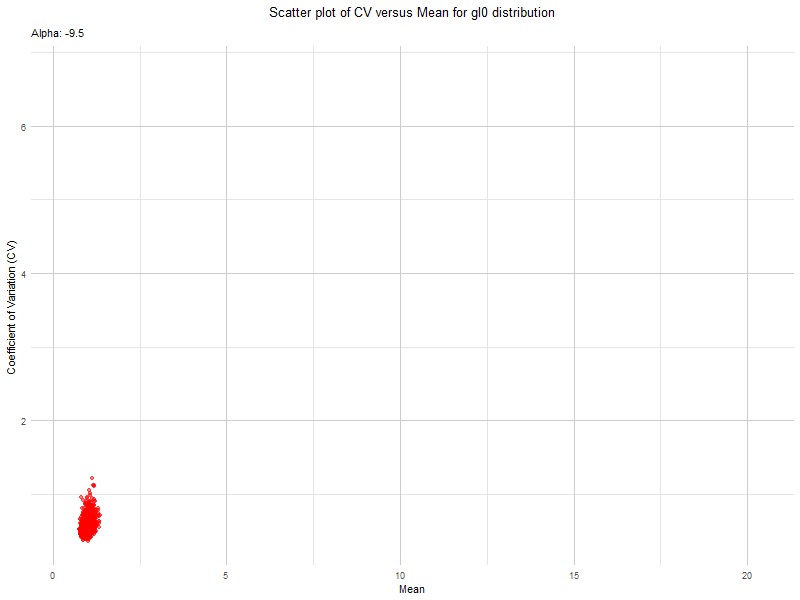 Scatter plot of CV versus Mean for gI0 distribution
Alpha: -9.5
6
4
2
Coefficient of Variation (CV)
0 5 10 15 20
Mean